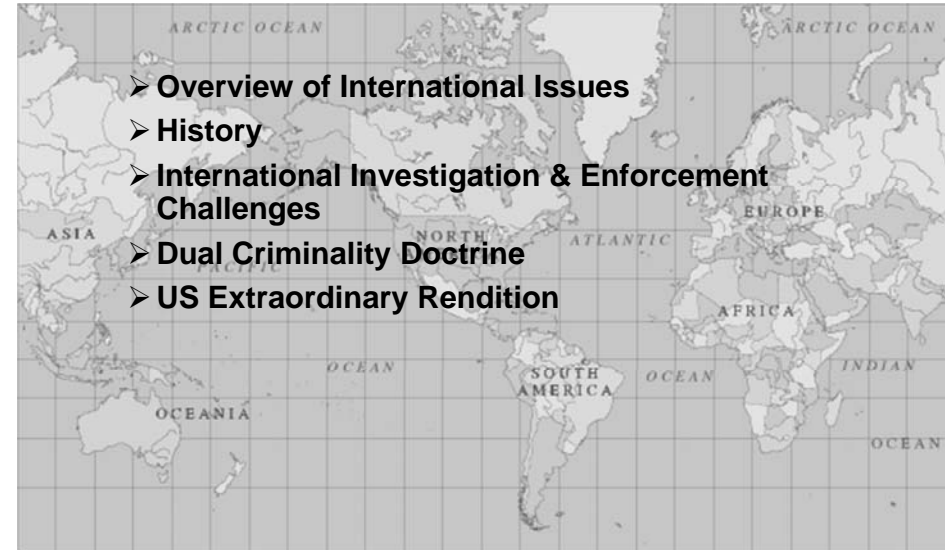 ARCTIC OCEAN
ARCTIC OCEAN
➢ Overview of International Issues
➢ History
➢ International Investigation & Enforcement
Challenges
➢ Dual Criminality Doctrine
➢ US Extraordinary Rendition
ASIA
NORTH
EUROPE
ATLANTIC
PACIFIC
AFRICA
OCEAN
SOUTH
AMERICA
OCEAN
INDIAN
OCEANIA
OCEAN